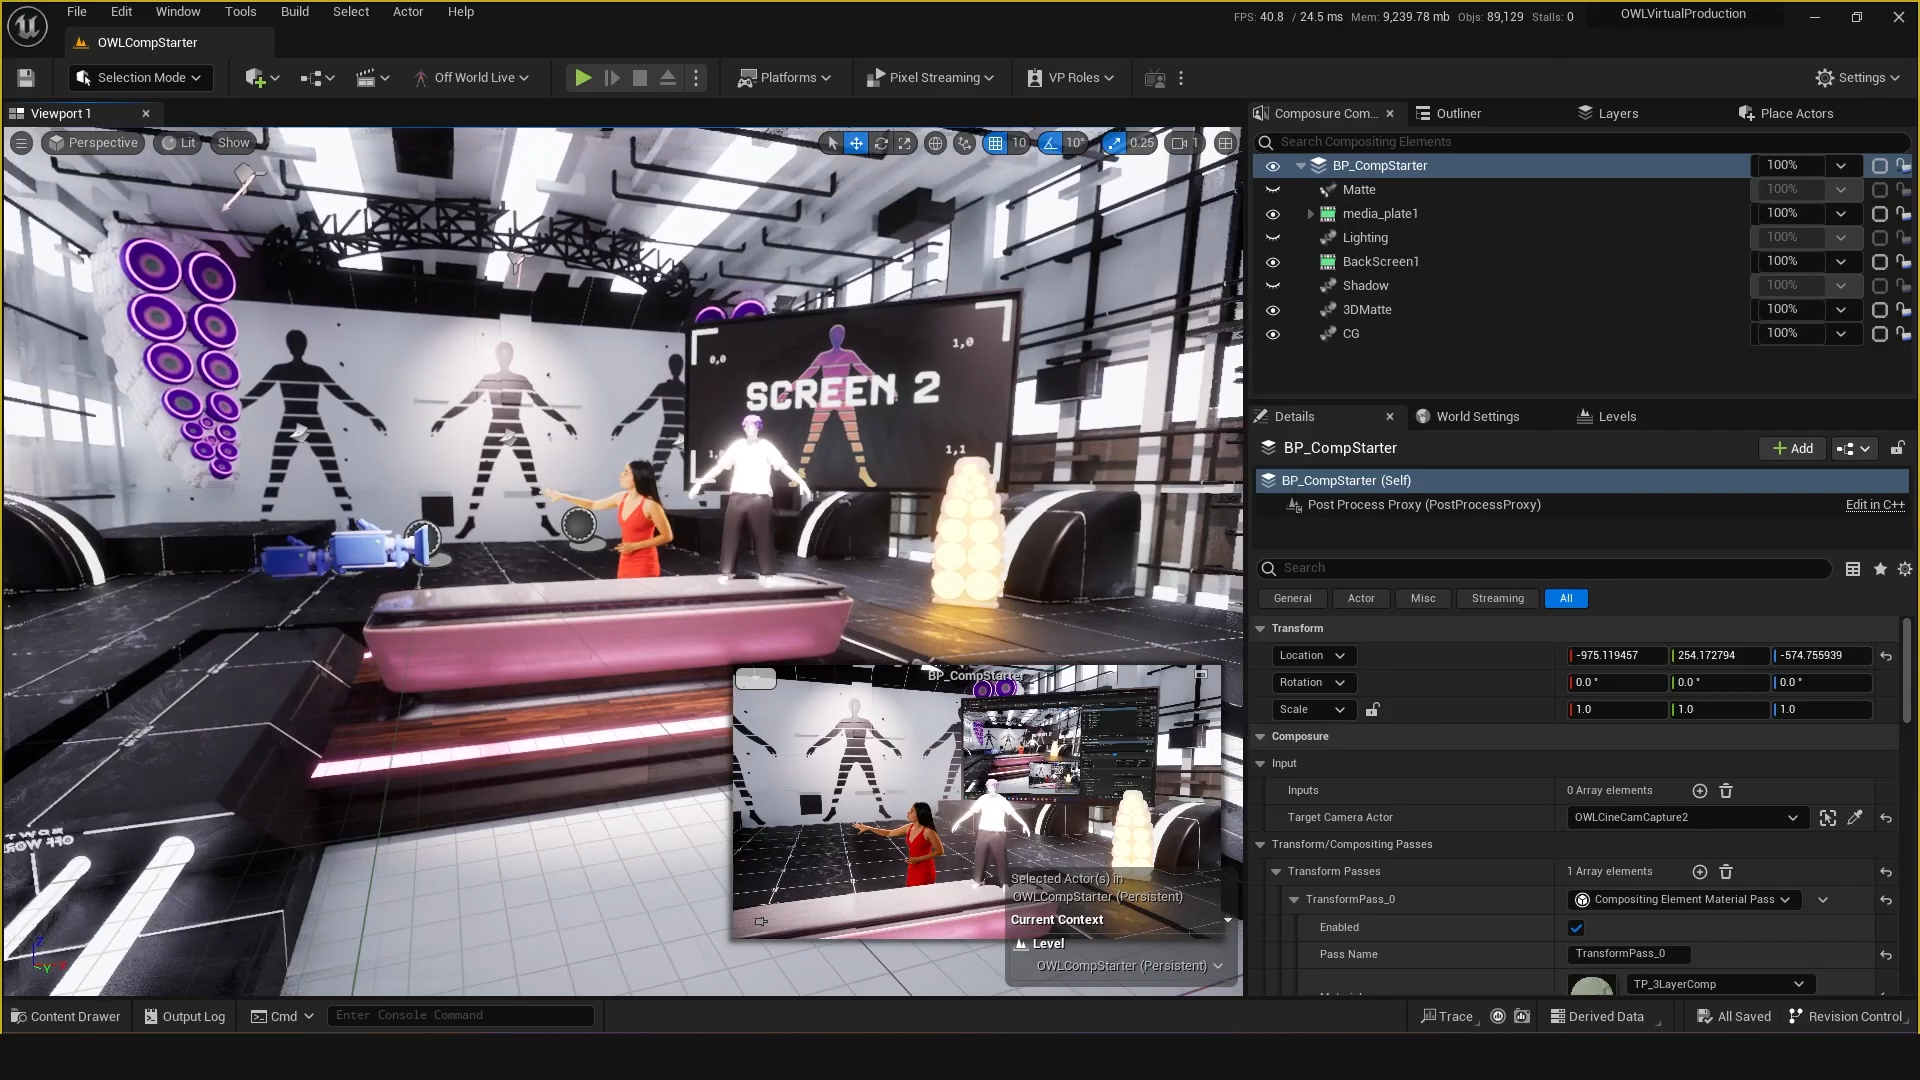 File Edit Window Tools Build Select Actor Help
FPS: 40.8 / 24.5 ms Mem: 9,239.78 mb Objs: 89,129 Stalls: 0
OWLVirtualProduction
OWLCompStarter
Selection Mode
Off World Live
Platforms
Pixel Streaming
VP Roles
Settings
Viewport 1
Perspective
Lit
Show
10
10°
0.25
1
0,0
1,0
SCREEN 2
1,1
BP_CompStarter
Selected Actor(s) in
OWLCompStarter (Persistent)
Current Context
Level
OWLCompStarter (Persistent)
Z
Y
Composure Com...
Outliner
Layers
Place Actors
Search Compositing Elements
BP_CompStarter 100%
Matte 100%
media_plate1 100%
Lighting 100%
BackScreen1 100%
Shadow 100%
3DMatte 100%
CG 100%
Details
World Settings
Levels
BP_CompStarter
Add
BP_CompStarter (Self)
Post Process Proxy (PostProcessProxy) Edit in C++
Search
General Actor Misc Streaming All
Transform
Location -975.119457 254.172794 -574.755939
Rotation 0.0 ° 0.0 ° 0.0 °
Scale 1.0 1.0 1.0
Composure
Input
Inputs 0 Array elements
Target Camera Actor OWLCineCamCapture2
Transform/Compositing Passes
Transform Passes 1 Array elements
TransformPass_0 Compositing Element Material Pass
Enabled
Pass Name TransformPass_0
TP_3LayerComp
Content Drawer
Output Log
Cmd
Enter Console Command
Trace
Derived Data
All Saved
Revision Control